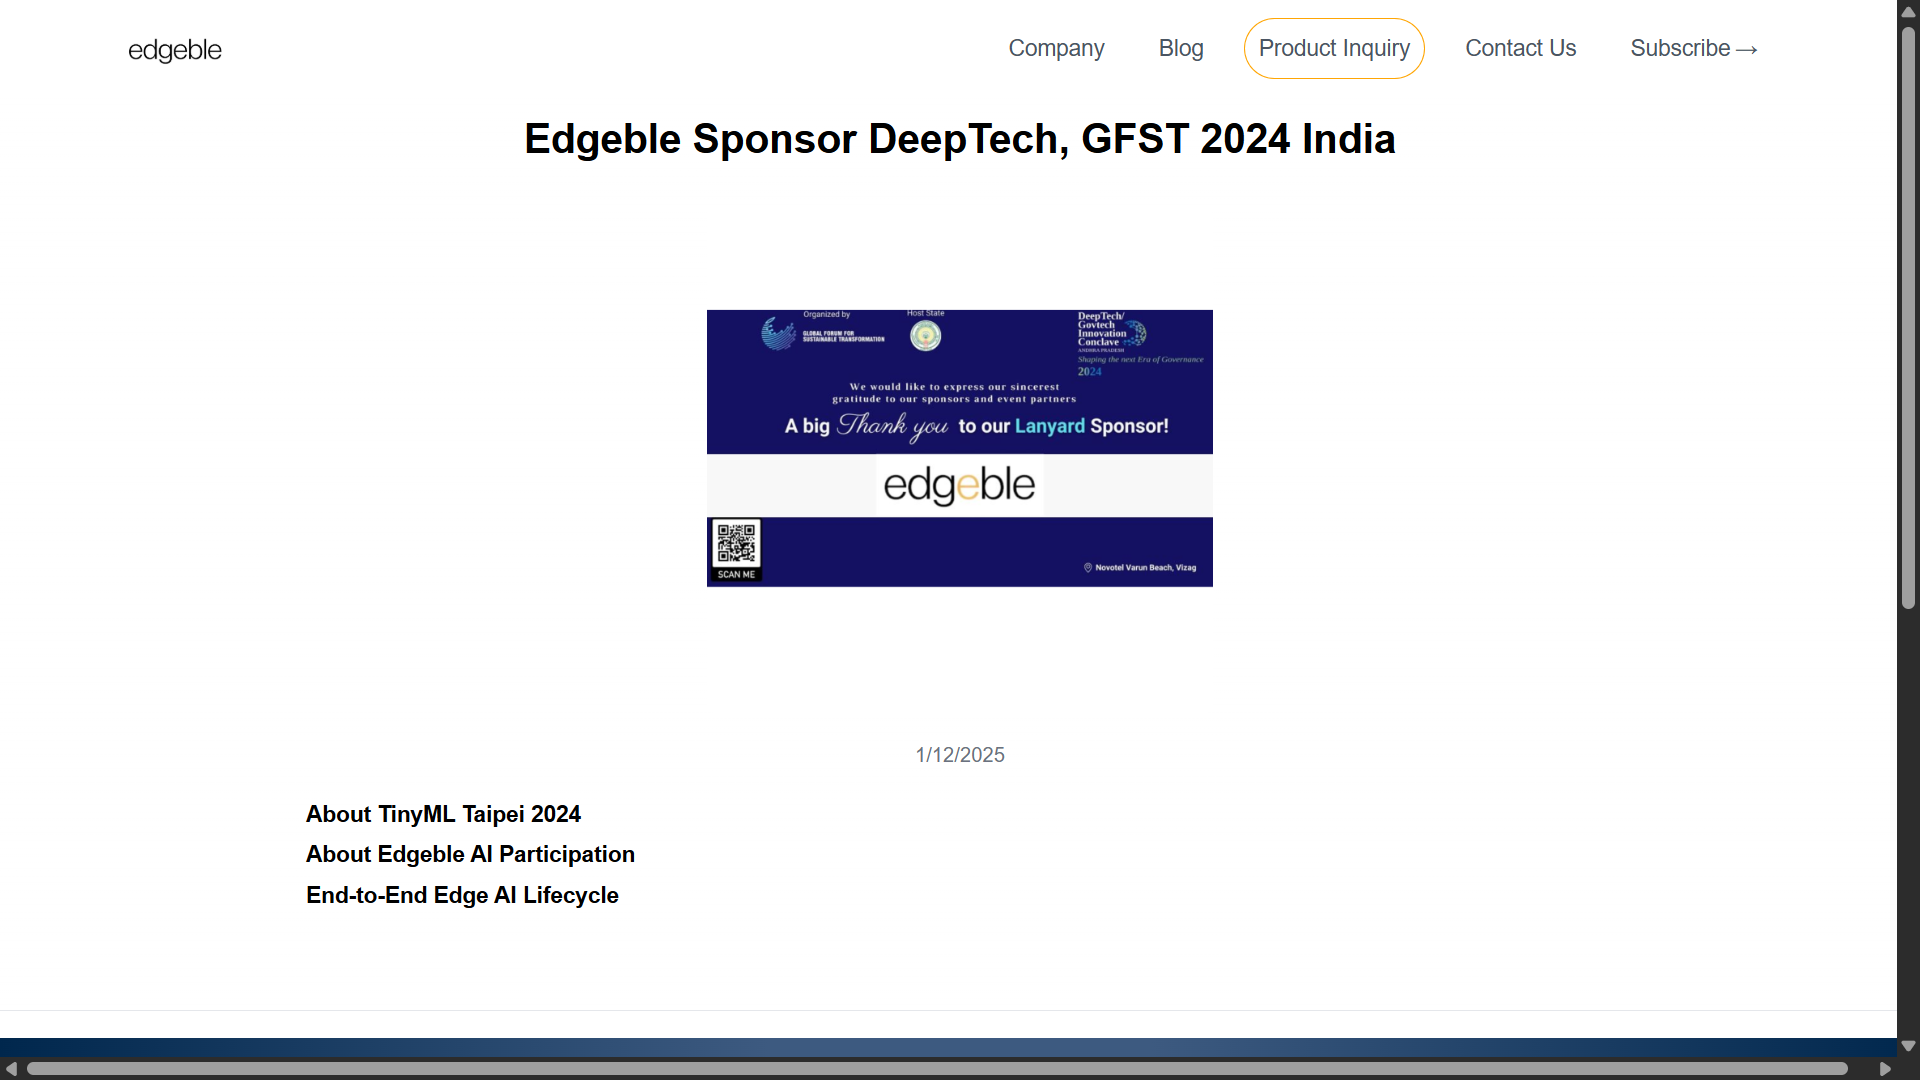 edgeble
Company Blog Product Inquiry Contact Us Subscribe →
Edgeble Sponsor DeepTech, GFST 2024 India
Organized by
GLOBAL FORUM FOR
SUSTAINABLE TRANSFORMATION
Host State
DeepTech/
Govtech
Innovation
Conclave
ANDHRA PRADESH
Shaping the next Era of Governance
2024
We would like to express our sincerest
gratitude to our sponsors and event partners
A big Thank you to our Lanyard Sponsor!
edgeble
SCAN ME
Novotel Varun Beach, Vizag
1/12/2025
About TinyML Taipei 2024
About Edgeble AI Participation
End-to-End Edge AI Lifecycle